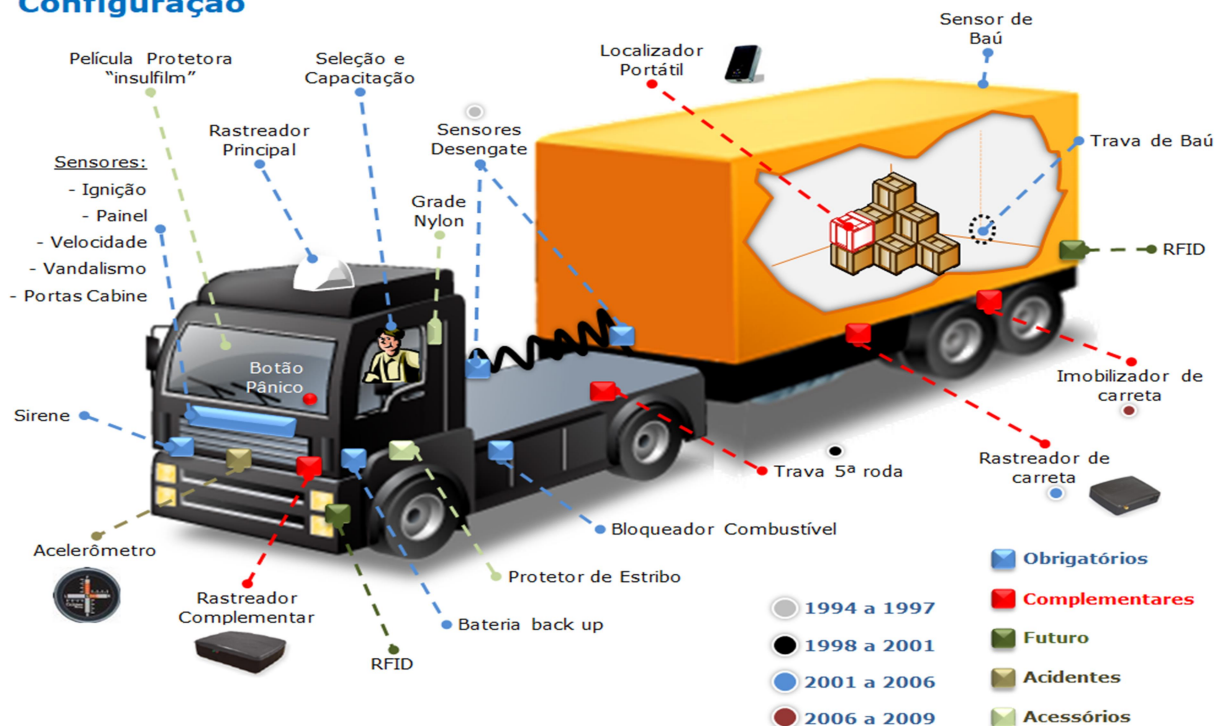 Configuração
Sensor de
Baú
Localizador
Portátil
Película Protetora
"insulfilm"
Seleção e
Capacitação
Rastreador
Principal
Sensores
Desengate
Trava de Baú
Sensores:
- Ignição
- Painel
- Velocidade
- Vandalismo
- Portas Cabine
Grade
Nylon
RFID
Botão
Pânico
Imobilizador de
carreta
Sirene
Trava 5ª roda
Rastreador de
carreta
Bloqueador Combustível
Acelerômetro
Protetor de Estribo
Rastreador
Complementar
Bateria back up
RFID
1994 a 1997
1998 a 2001
2001 a 2006
2006 a 2009
Obrigatórios
Complementares
Futuro
Acidentes
Acessórios